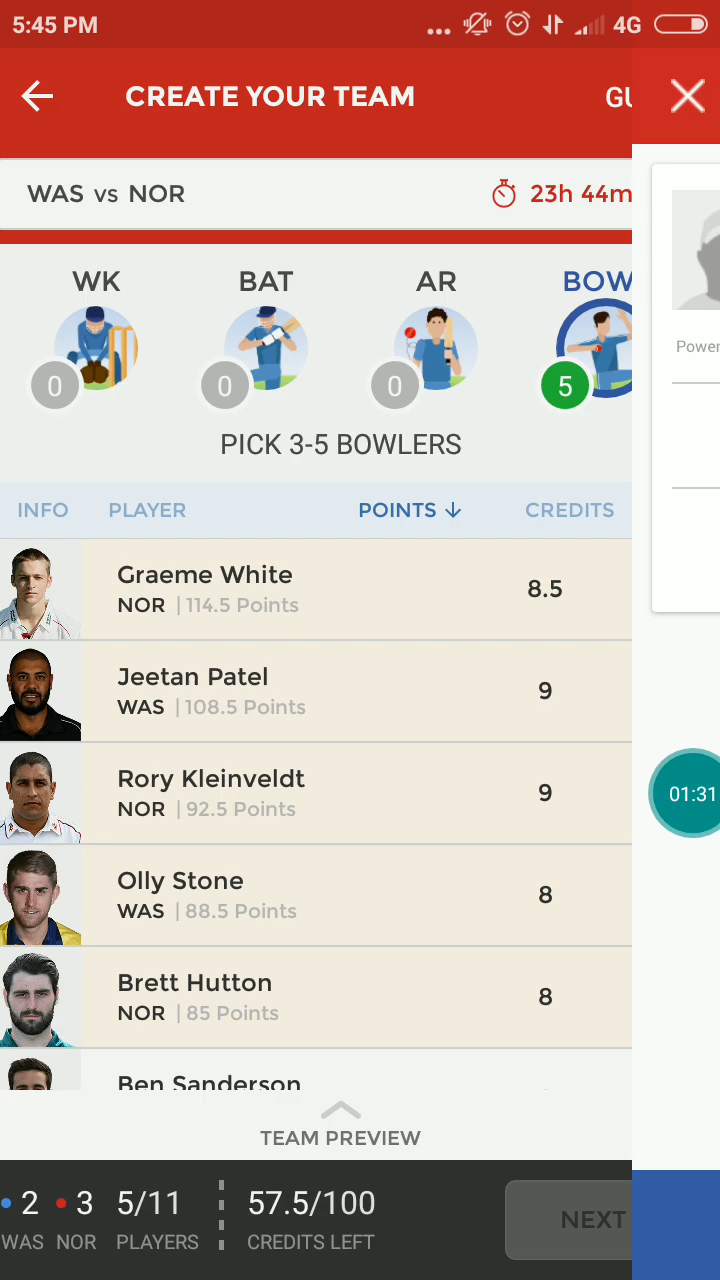 5:45 PM
4G
CREATE YOUR TEAM
WAS vs NOR
23h 44m
WK
BAT
AR
BOW
0
0
0
5
PICK 3-5 BOWLERS
Power
INFO
PLAYER
POINTS
CREDITS
Graeme White
NOR | 114.5 Points
8.5
Jeetan Patel
WAS | 108.5 Points
9
Rory Kleinveldt
NOR | 92.5 Points
9
01:31
Olly Stone
WAS | 88.5 Points
8
Brett Hutton
NOR | 85 Points
8
Ben Sanderson
TEAM PREVIEW
2
3
5/11
57.5/100
WAS
NOR
PLAYERS
CREDITS LEFT
NEXT